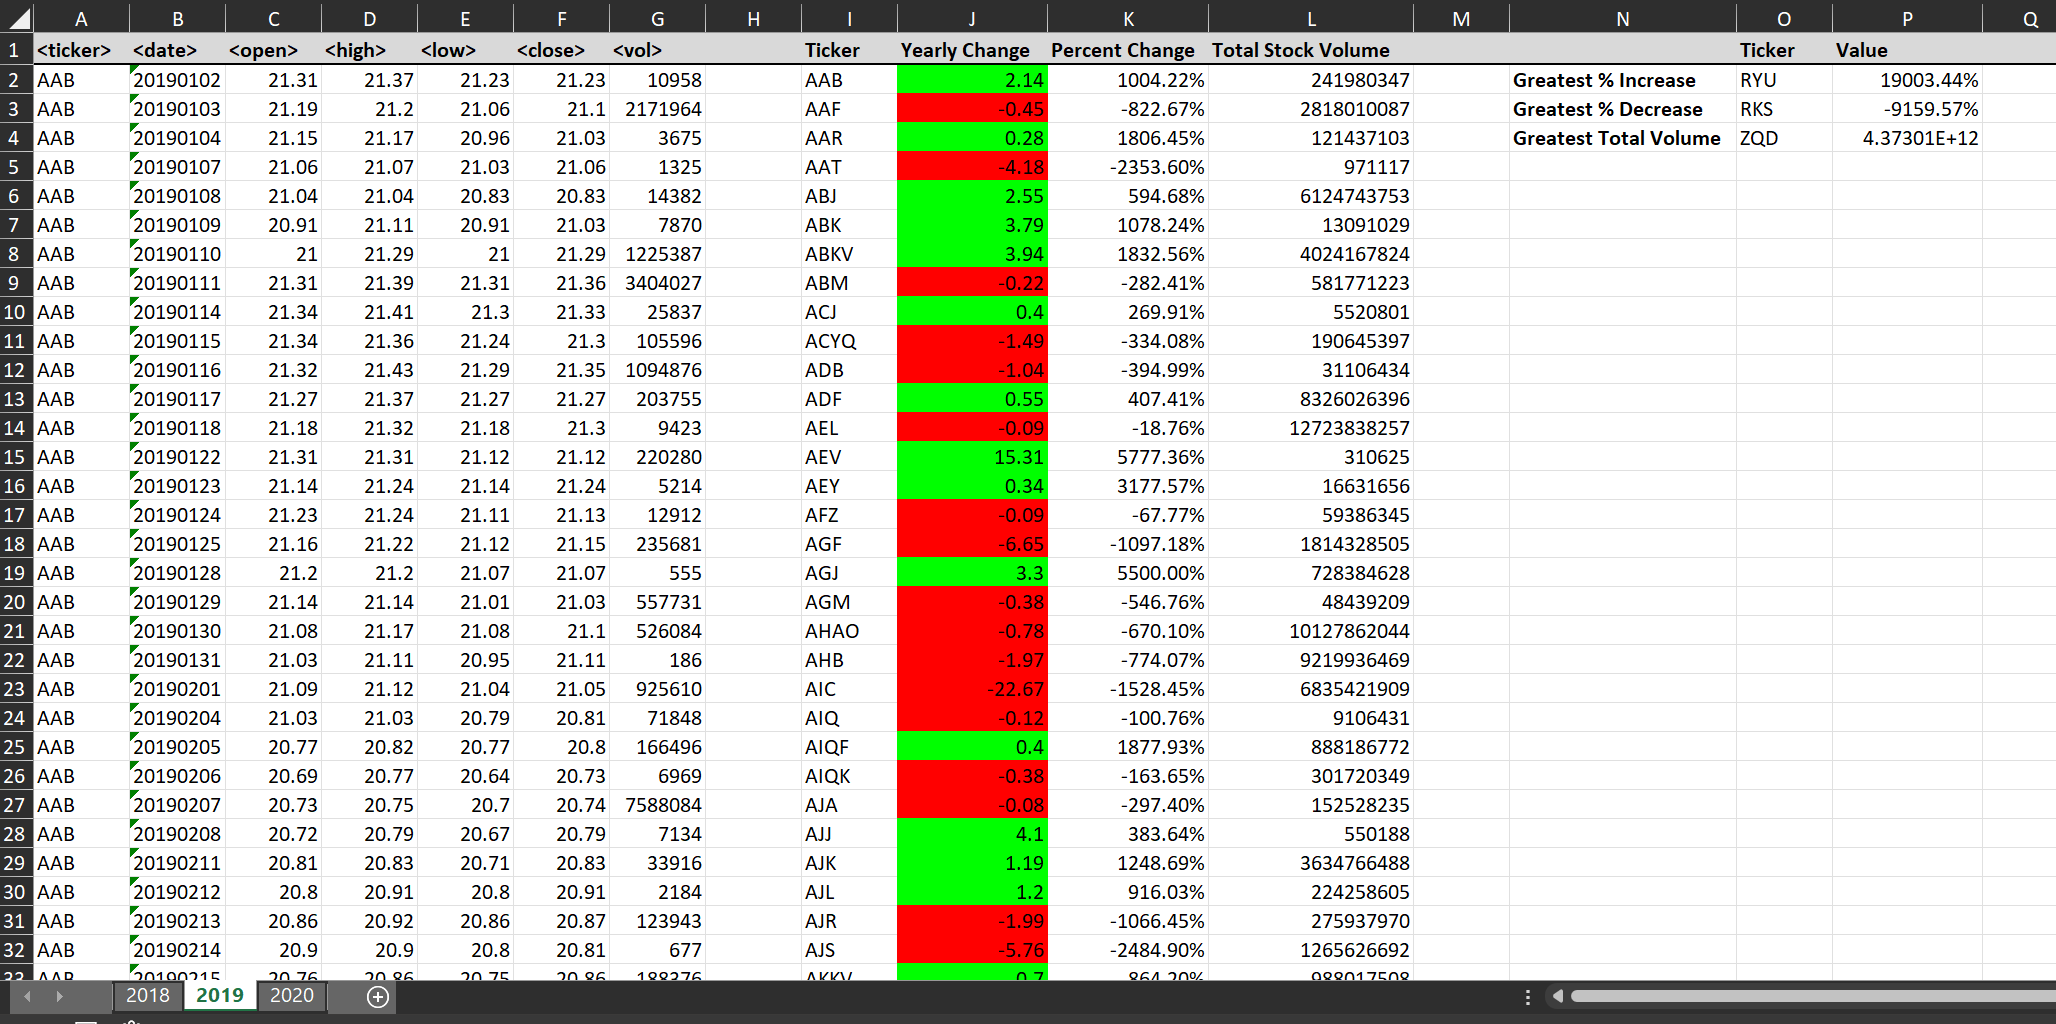 A B C D E F G H I J K L M N O P Q
1 <ticker> <date> <open> <high> <low> <close> <vol> Ticker Yearly Change Percent Change Total Stock Volume Ticker Value
2 AAB 20190102 21.31 21.37 21.23 21.23 10958 AAB 2.14 1004.22% 241980347 Greatest % Increase RYU 19003.44%
3 AAB 20190103 21.19 21.2 21.06 21.1 2171964 AAF -0.45 -822.67% 2818010087 Greatest % Decrease RKS -9159.57%
4 AAB 20190104 21.15 21.17 20.96 21.03 3675 AAR 0.28 1806.45% 121437103 Greatest Total Volume ZQD 4.37301E+12
5 AAB 20190107 21.06 21.07 21.03 21.06 1325 AAT -4.18 -2353.60% 971117
6 AAB 20190108 21.04 21.04 20.83 20.83 14382 ABJ 2.55 594.68% 6124743753
7 AAB 20190109 20.91 21.11 20.91 21.03 7870 ABK 3.79 1078.24% 13091029
8 AAB 20190110 21 21.29 21 21.29 1225387 ABKV 3.94 1832.56% 4024167824
9 AAB 20190111 21.31 21.39 21.31 21.36 3404027 ABM -0.22 -282.41% 581771223
10 AAB 20190114 21.34 21.41 21.3 21.33 25837 ACJ 0.4 269.91% 5520801
11 AAB 20190115 21.34 21.36 21.24 21.3 105596 ACYQ -1.49 -334.08% 190645397
12 AAB 20190116 21.32 21.43 21.29 21.35 1094876 ADB -1.04 -394.99% 31106434
13 AAB 20190117 21.27 21.37 21.27 21.27 203755 ADF 0.55 407.41% 8326026396
14 AAB 20190118 21.18 21.32 21.18 21.3 9423 AEL -0.09 -18.76% 12723838257
15 AAB 20190122 21.31 21.31 21.12 21.12 220280 AEV 15.31 5777.36% 310625
16 AAB 20190123 21.14 21.24 21.14 21.24 5214 AEY 0.34 3177.57% 16631656
17 AAB 20190124 21.23 21.24 21.11 21.13 12912 AFZ -0.09 -67.77% 59386345
18 AAB 20190125 21.16 21.22 21.12 21.15 235681 AGF -6.65 -1097.18% 1814328505
19 AAB 20190128 21.2 21.2 21.07 21.07 555 AGJ 3.3 5500.00% 728384628
20 AAB 20190129 21.14 21.14 21.01 21.03 557731 AGM -0.38 -546.76% 48439209
21 AAB 20190130 21.08 21.17 21.08 21.1 526084 AHAO -0.78 -670.10% 10127862044
22 AAB 20190131 21.03 21.11 20.95 21.11 186 AHB -1.97 -774.07% 9219936469
23 AAB 20190201 21.09 21.12 21.04 21.05 925610 AIC -22.67 -1528.45% 6835421909
24 AAB 20190204 21.03 21.03 20.79 20.81 71848 AIQ -0.12 -100.76% 9106431
25 AAB 20190205 20.77 20.82 20.77 20.8 166496 AIQF 0.4 1877.93% 888186772
26 AAB 20190206 20.69 20.77 20.64 20.73 6969 AIQK -0.38 -163.65% 301720349
27 AAB 20190207 20.73 20.75 20.7 20.74 7588084 AJA -0.08 -297.40% 152528235
28 AAB 20190208 20.72 20.79 20.67 20.79 7134 AJJ 4.1 383.64% 550188
29 AAB 20190211 20.81 20.83 20.71 20.83 33916 AJK 1.19 1248.69% 3634766488
30 AAB 20190212 20.8 20.91 20.8 20.91 2184 AJL 1.2 916.03% 224258605
31 AAB 20190213 20.86 20.92 20.86 20.87 123943 AJR -1.99 -1066.45% 275937970
32 AAB 20190214 20.9 20.9 20.8 20.81 677 AJS -5.76 -2484.90% 1265626692
33 AAB 20190215 20.76 20.86 20.75 20.86 188376 AKKV 0.7 864.20% 988017508
2018 2019 2020